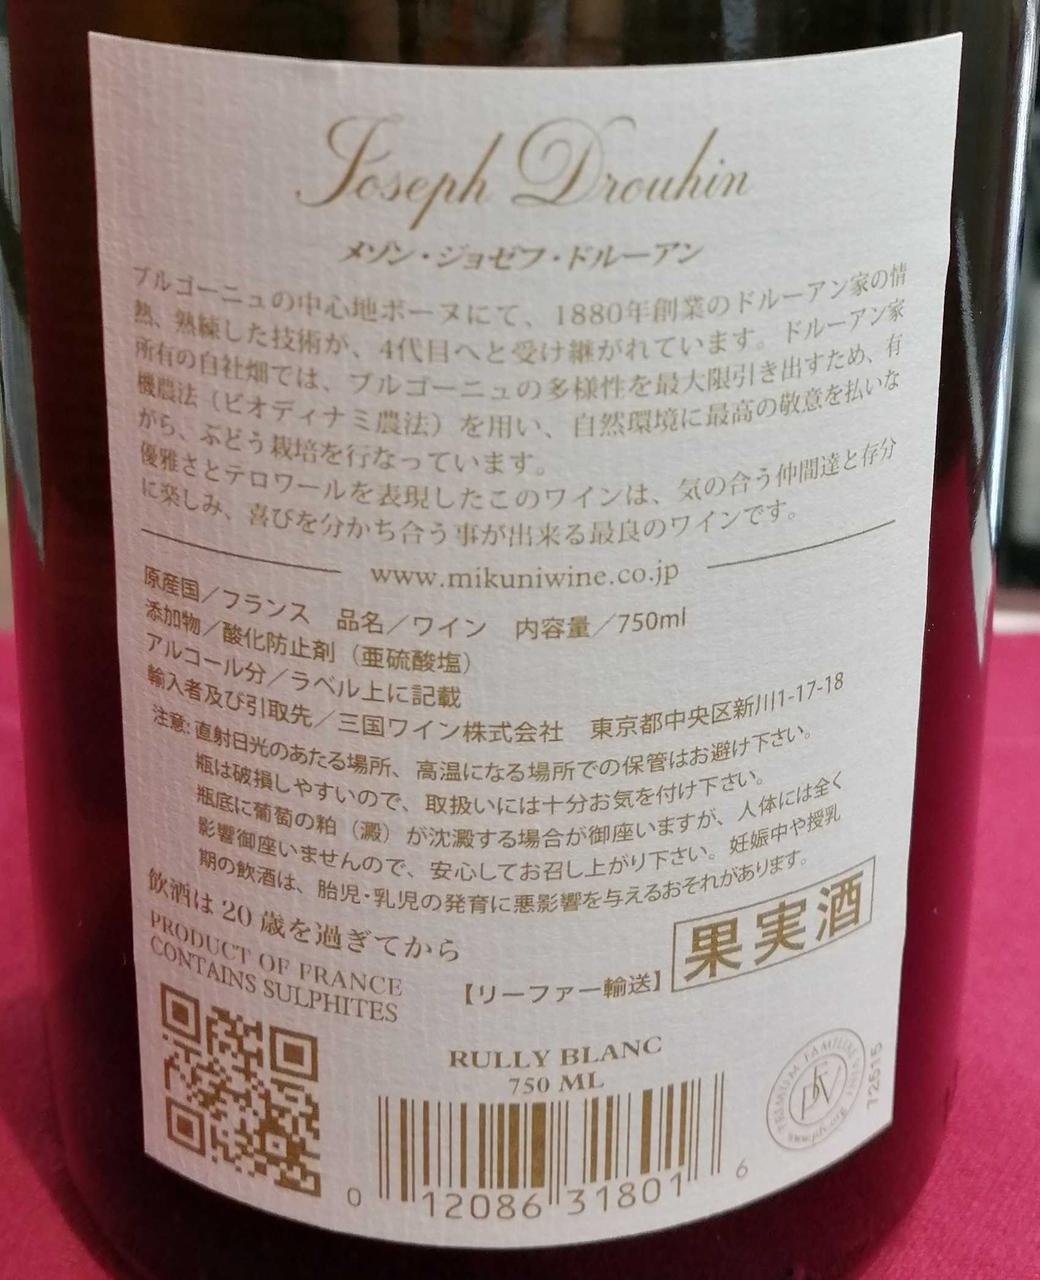 Joseph Drouhin
メゾン・ジョゼフ・ドルーアン
ブルゴーニュの中心地ボーヌにて、1880年創業のドルーアン家の情
熱、熟練した技術が、4代目へと受け継がれています。ドルーアン家
所有の自社畑では、ブルゴーニュの多様性を最大限引き出すため、有
機農法（ビオディナミ農法）を用い、自然環境に最高の敬意を払いな
がら、ぶどう栽培を行なっています。
優雅さとテロワールを表現したこのワインは、気の合う仲間達と存分
に楽しみ、喜びを分かち合う事が出来る最良のワインです。
www.mikuniwine.co.jp
原産国／フランス　品名／ワイン　内容量／750ml
添加物／酸化防止剤（亜硫酸塩）
アルコール分／ラベル上に記載
輸入者及び引取先／三国ワイン株式会社　東京都中央区新川1-17-18
注意: 直射日光のあたる場所、高温になる場所での保管はお避け下さい。
瓶は破損しやすいので、取扱いには十分お気を付け下さい。
瓶底に葡萄の粕（澱）が沈澱する場合が御座いますが、人体には全く
影響御座いませんので、安心してお召し上がり下さい。妊娠中や授乳
期の飲酒は、胎児・乳児の発育に悪影響を与えるおそれがあります。
飲酒は 20 歳を過ぎてから
PRODUCT OF FRANCE
CONTAINS SULPHITES
【リーファー輸送】
果実酒
RULLY BLANC
750 ML
0 12086 31801 6
PRIMUM FAMILIAE VINI
pfv
www.pfv.org
72515